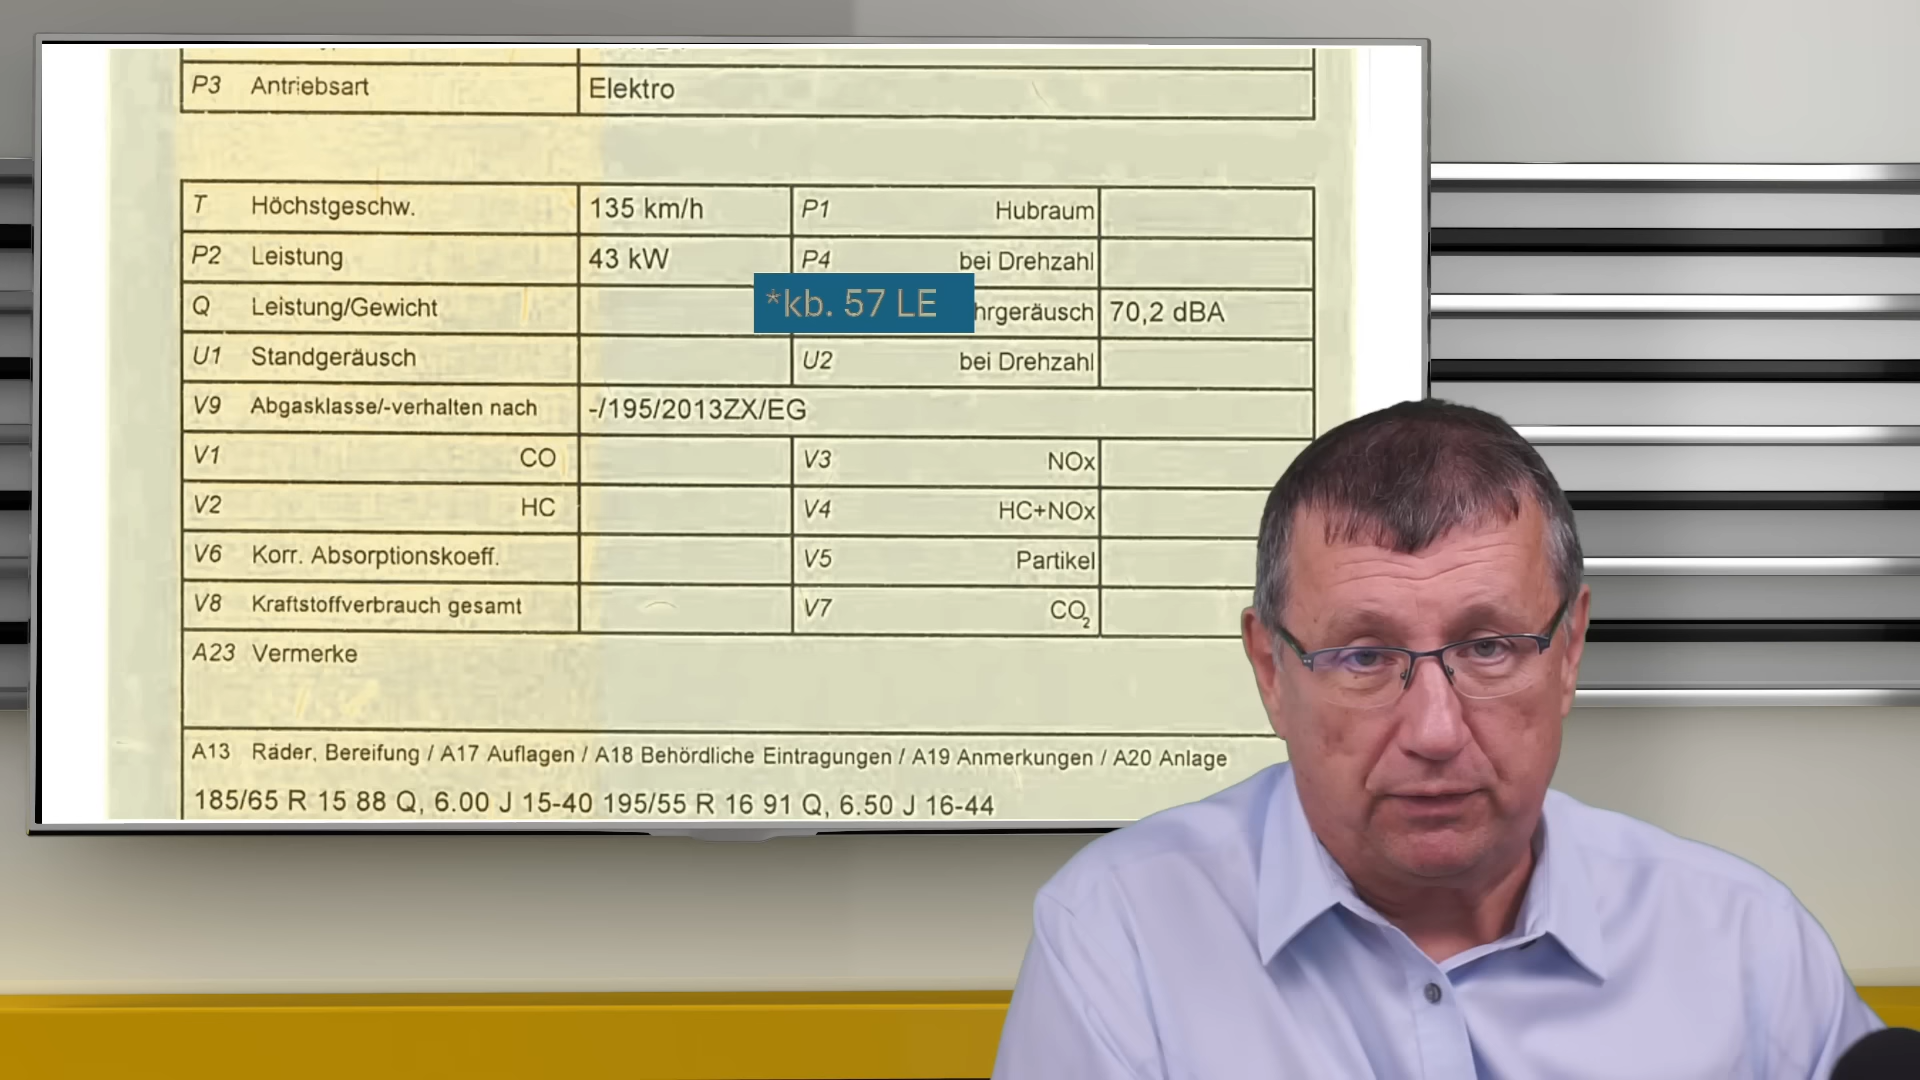 P3 Antriebsart Elektro
T Höchstgeschw. 135 km/h P1 Hubraum
P2 Leistung 43 kW P4 bei Drehzahl
*kb. 57 LE
Q Leistung/Gewicht hrgeräusch 70,2 dBA
U1 Standgeräusch U2 bei Drehzahl
V9 Abgasklasse/-verhalten nach -/195/2013ZX/EG
V1 CO V3 NOx
V2 HC V4 HC+NOx
V6 Korr. Absorptionskoeff. V5 Partikel
V8 Kraftstoffverbrauch gesamt V7 CO₂
A23 Vermerke
A13 Räder, Bereifung / A17 Auflagen / A18 Behördliche Eintragungen / A19 Anmerkungen / A20 Anlage
185/65 R 15 88 Q, 6.00 J 15-40 195/55 R 16 91 Q, 6.50 J 16-44